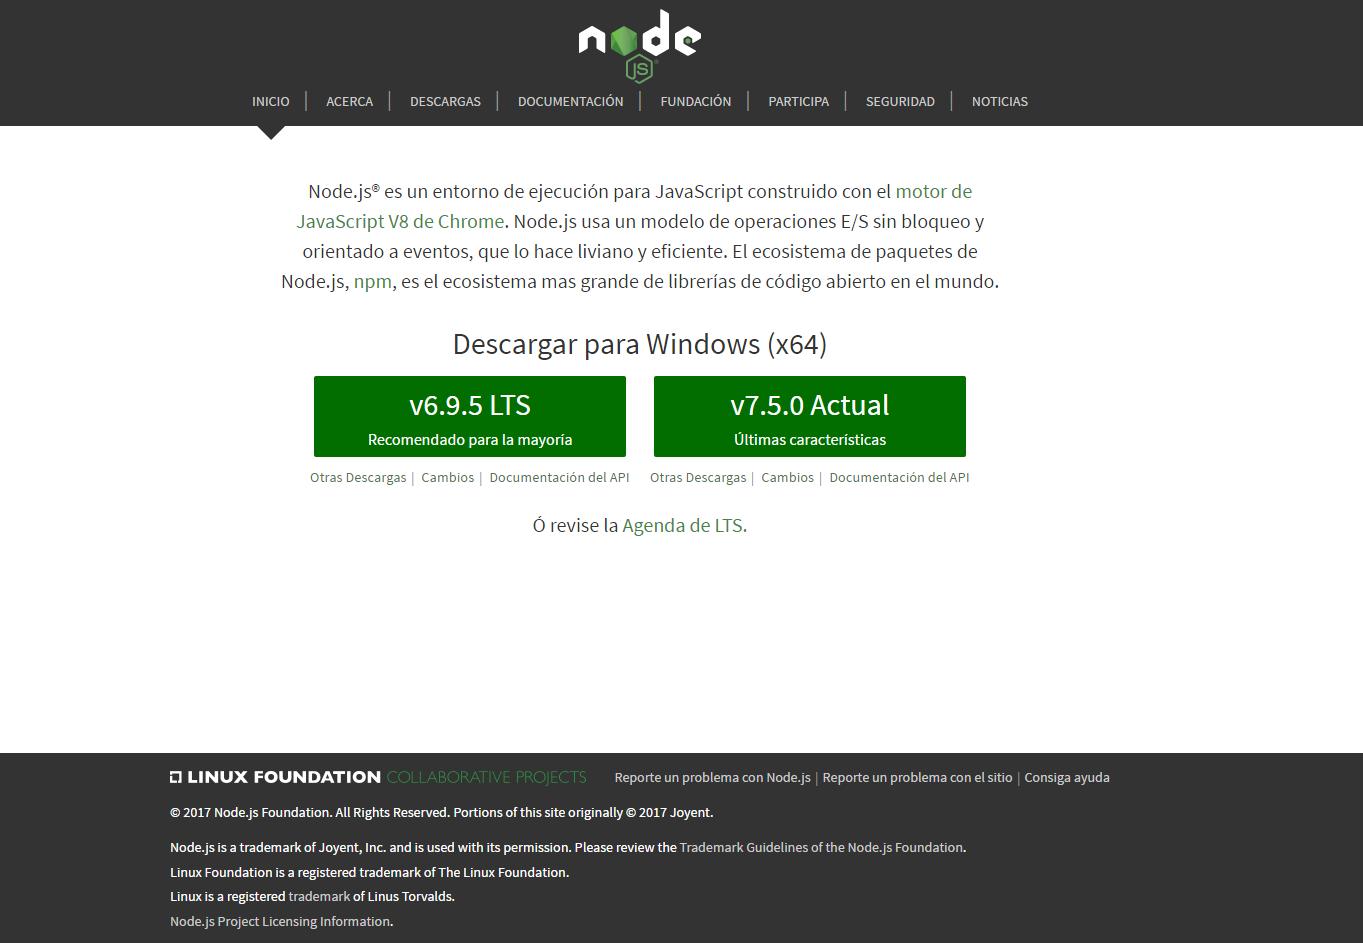 node
JS
INICIO | ACERCA | DESCARGAS | DOCUMENTACIÓN | FUNDACIÓN | PARTICIPA | SEGURIDAD | NOTICIAS
Node.js® es un entorno de ejecución para JavaScript construido con el motor de
JavaScript V8 de Chrome. Node.js usa un modelo de operaciones E/S sin bloqueo y
orientado a eventos, que lo hace liviano y eficiente. El ecosistema de paquetes de
Node.js, npm, es el ecosistema mas grande de librerías de código abierto en el mundo.
Descargar para Windows (x64)
v6.9.5 LTS
Recomendado para la mayoría
Otras Descargas | Cambios | Documentación del API
v7.5.0 Actual
Últimas características
Otras Descargas | Cambios | Documentación del API
Ó revise la Agenda de LTS.
LINUX FOUNDATION COLLABORATIVE PROJECTS
Reporte un problema con Node.js | Reporte un problema con el sitio | Consiga ayuda
© 2017 Node.js Foundation. All Rights Reserved. Portions of this site originally © 2017 Joyent.
Node.js is a trademark of Joyent, Inc. and is used with its permission. Please review the Trademark Guidelines of the Node.js Foundation.
Linux Foundation is a registered trademark of The Linux Foundation.
Linux is a registered trademark of Linus Torvalds.
Node.js Project Licensing Information.